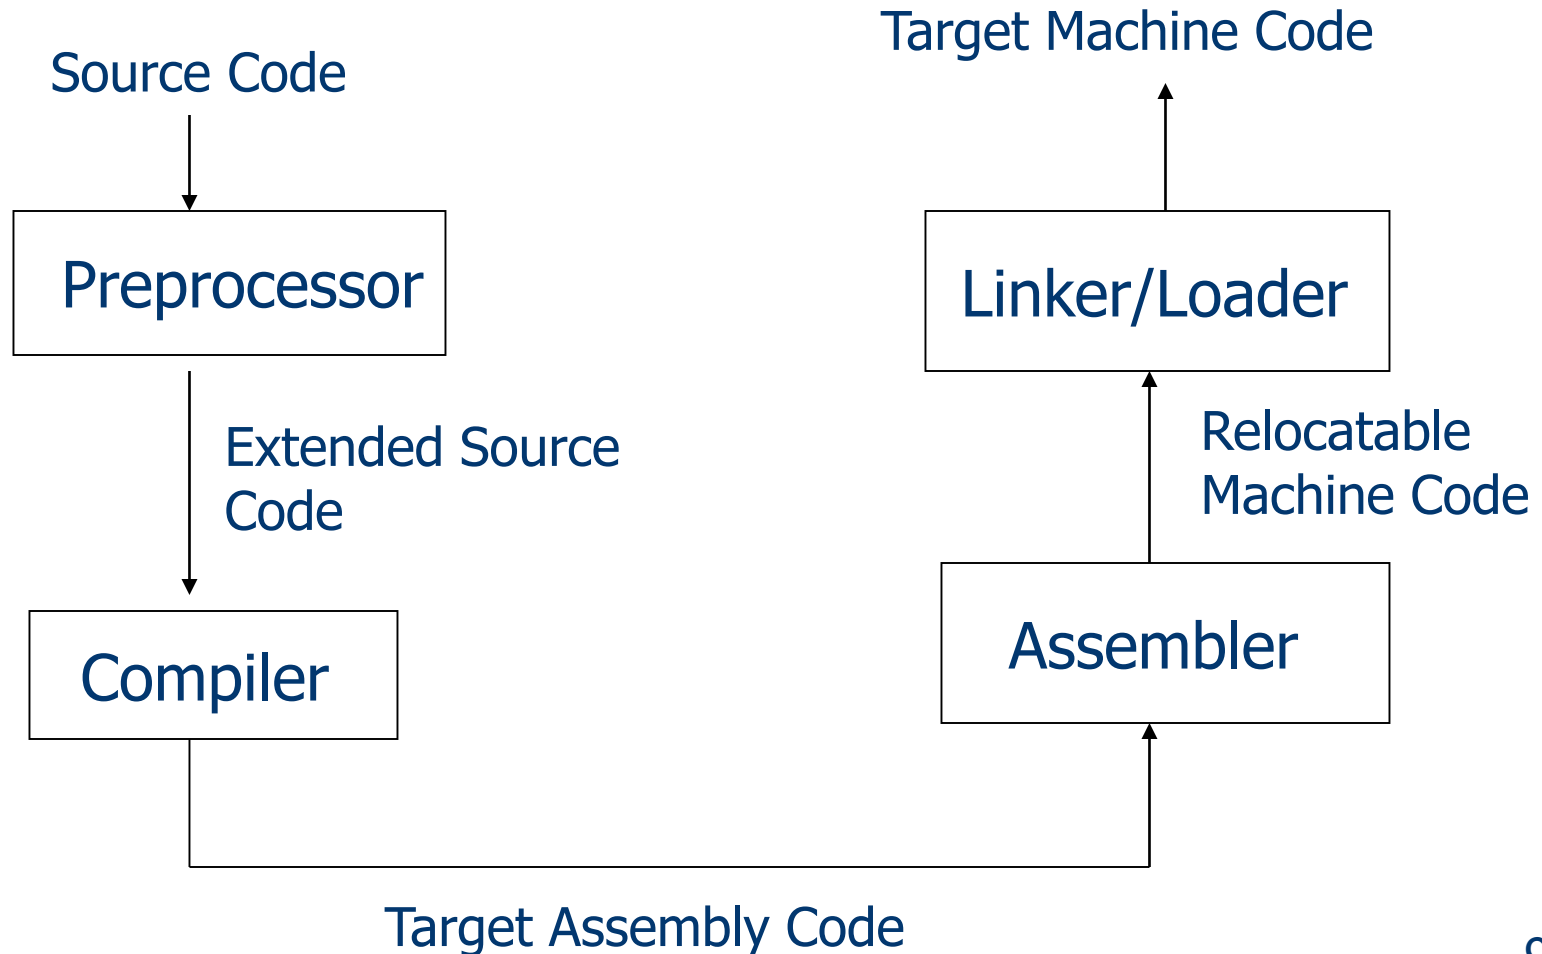 Source Code
Preprocessor
Extended Source
Code
Compiler
Target Assembly Code
Assembler
Relocatable
Machine Code
Linker/Loader
Target Machine Code